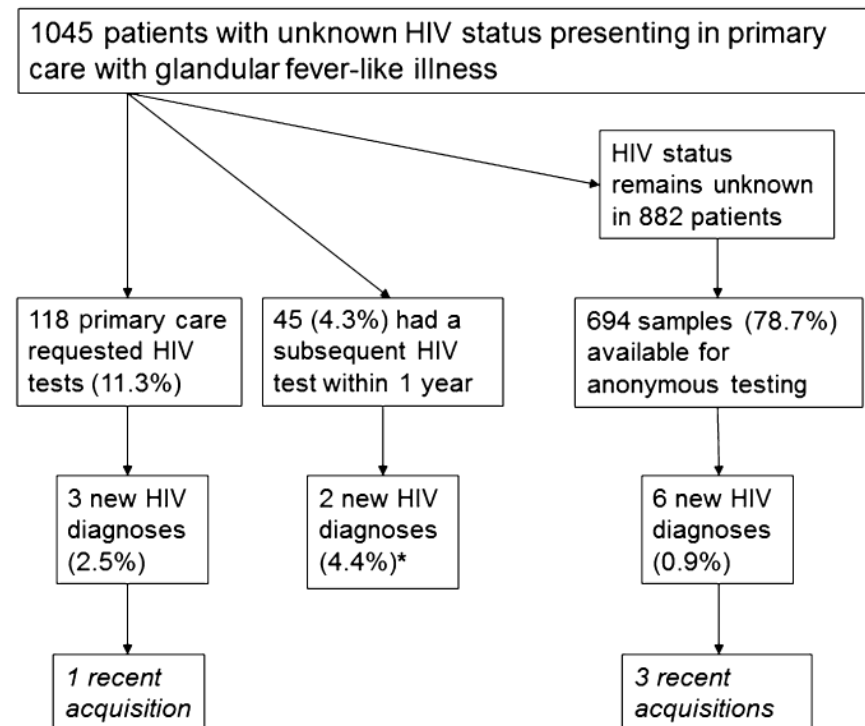 1045 patients with unknown HIV status presenting in primary
care with glandular fever-like illness
HIV status
remains unknown
in 882 patients
118 primary care
requested HIV
tests (11.3%)
45 (4.3%) had a
subsequent HIV
test within 1 year
694 samples (78.7%)
available for
anonymous testing
3 new HIV
diagnoses
(2.5%)
2 new HIV
diagnoses
(4.4%)*
6 new HIV
diagnoses
(0.9%)
1 recent
acquisition
3 recent
acquisitions